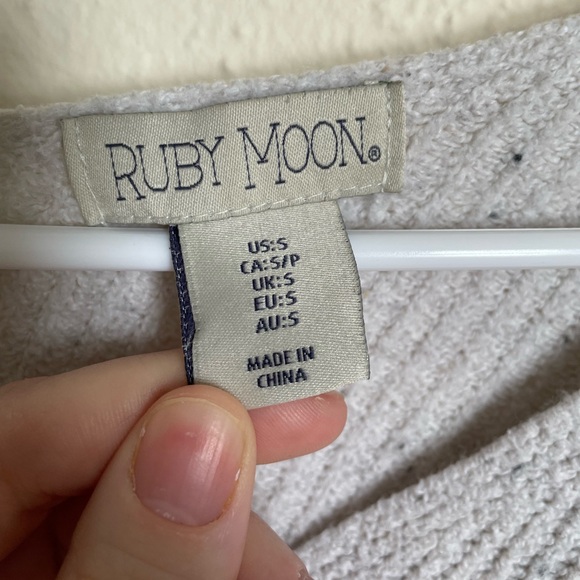 RUBY MOON®
US:S
CA:S/P
UK:S
EU:S
AU:S
MADE IN
CHINA